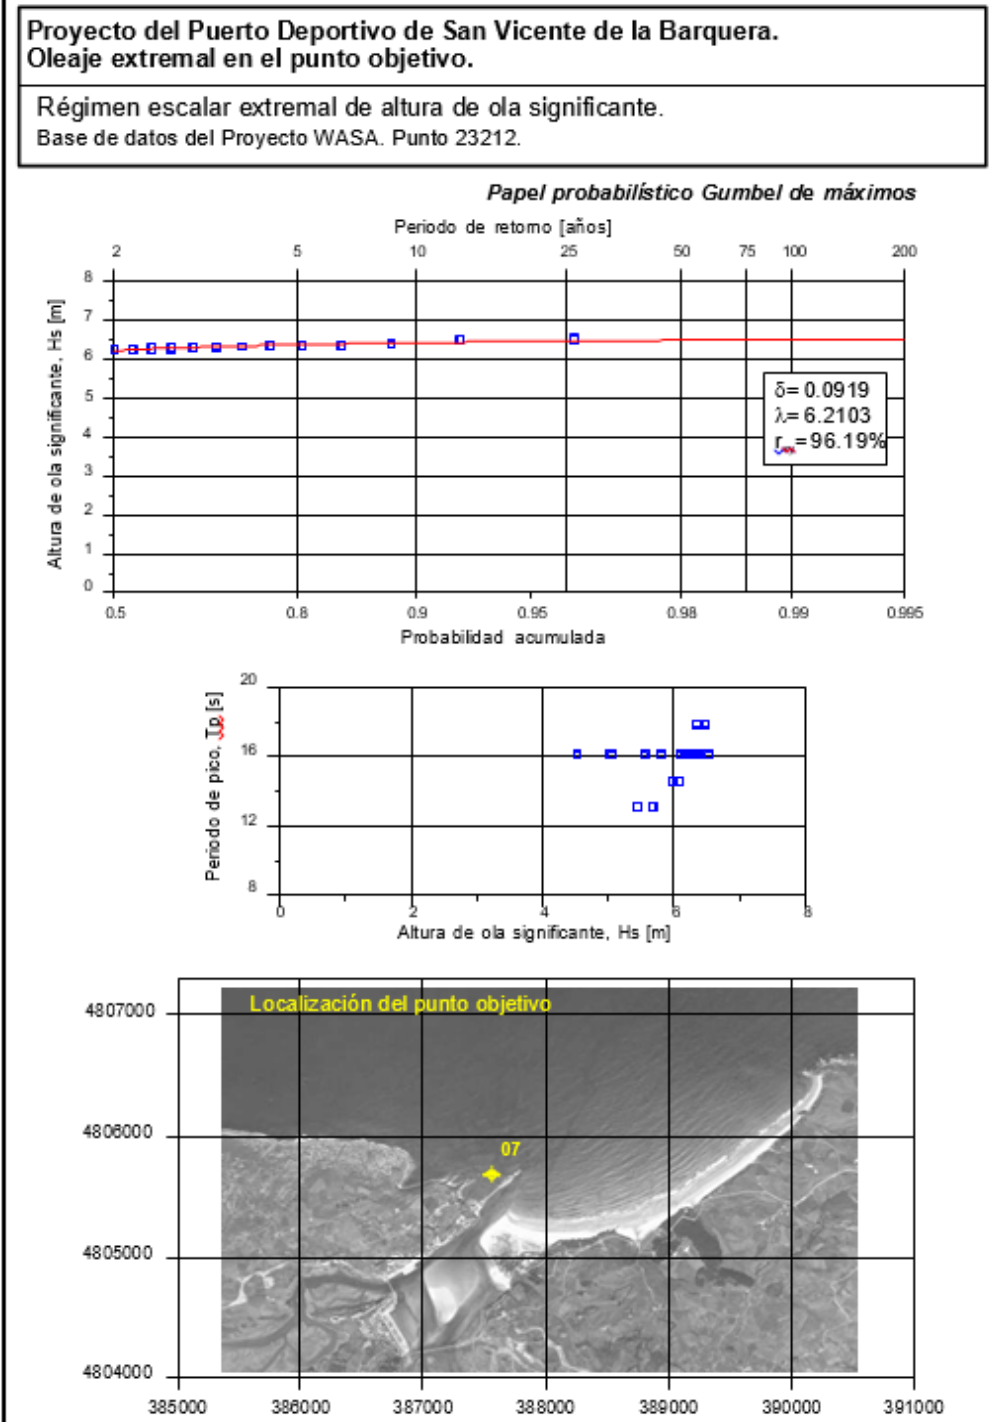 Proyecto del Puerto Deportivo de San Vicente de la Barquera.
Oleaje extremal en el punto objetivo.
Régimen escalar extremal de altura de ola significante.
Base de datos del Proyecto WASA. Punto 23212.
Papel probabilístico Gumbel de máximos
Periodo de retorno [años]
2 5 10 25 50 75 100 200
Altura de ola significante, Hs [m]
8
7
6
5
4
3
2
1
0
δ= 0.0919
λ= 6.2103
=96.19%
0.5 0.8 0.9 0.95 0.98 0.99 0.995
Probabilidad acumulada
Periodo de pico, Tp [s]
20
16
12
8
0 2 4 6 8
Altura de ola significante, Hs [m]
Localización del punto objetivo
4807000
4806000
07
4805000
4804000
385000 386000 387000 388000 389000 390000 391000